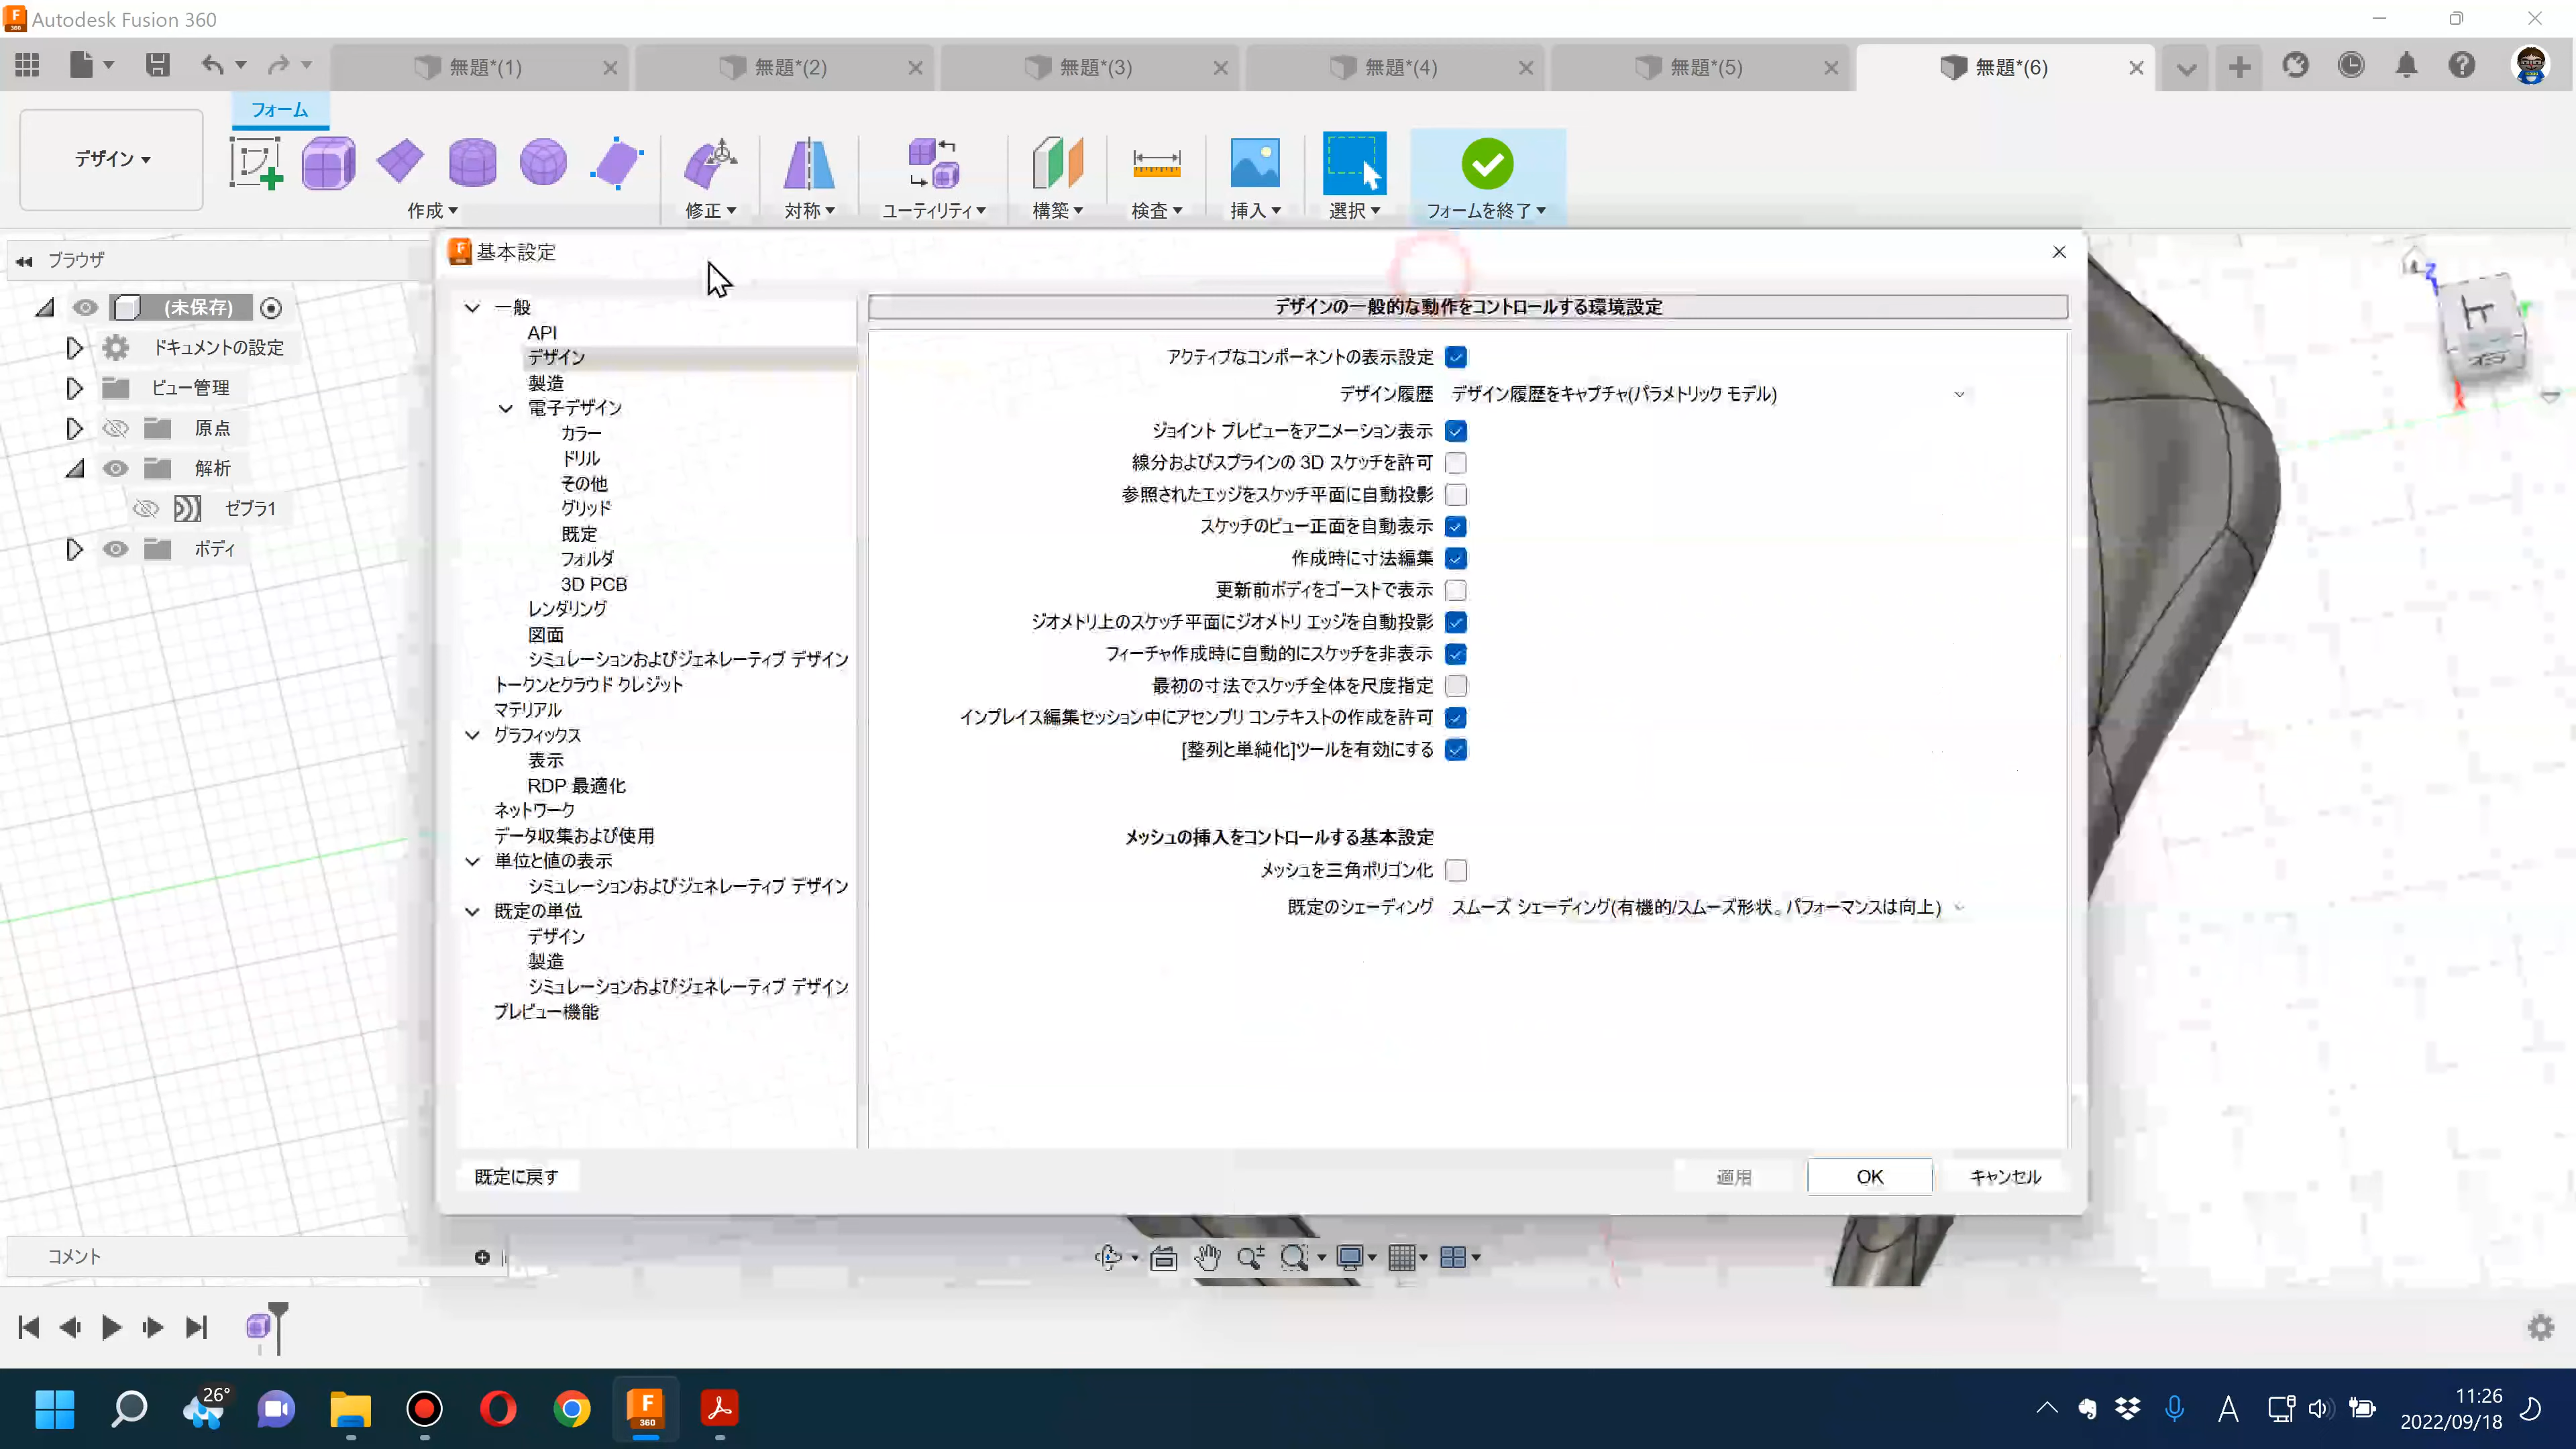 Autodesk Fusion 360
無題*(1)
無題*(2)
無題*(3)
無題*(4)
無題*(5)
無題*(6)
フォーム
デザイン
作成
修正
対称
ユーティリティ
構築
検査
挿入
選択
フォームを終了
ブラウザ
(未保存)
ドキュメントの設定
ビュー管理
原点
解析
ゼブラ1
ボディ
基本設定
一般
API
デザイン
製造
電子デザイン
カラー
ドリル
その他
グリッド
既定
フォルダ
3D PCB
レンダリング
図面
シミュレーションおよびジェネレーティブ デザイン
トークンとクラウド クレジット
マテリアル
グラフィックス
表示
RDP 最適化
ネットワーク
データ収集および使用
単位と値の表示
シミュレーションおよびジェネレーティブ デザイン
既定の単位
デザイン
製造
シミュレーションおよびジェネレーティブ デザイン
プレビュー機能
デザインの一般的な動作をコントロールする環境設定
アクティブなコンポーネントの表示設定
デザイン履歴 デザイン履歴をキャプチャ(パラメトリック モデル)
ジョイント プレビューをアニメーション表示
線分およびスプラインの 3D スケッチを許可
参照されたエッジをスケッチ平面に自動投影
スケッチのビュー正面を自動表示
作成時に寸法編集
更新前ボディをゴーストで表示
ジオメトリ上のスケッチ平面にジオメトリ エッジを自動投影
フィーチャ作成時に自動的にスケッチを非表示
最初の寸法でスケッチ全体を尺度指定
インプレイス編集セッション中にアセンブリ コンテキストの作成を許可
[整列と単純化]ツールを有効にする
メッシュの挿入をコントロールする基本設定
メッシュを三角ポリゴン化
既定のシェーディング スムーズ シェーディング(有機的/スムーズ形状。パフォーマンスは向上)
既定に戻す
適用
OK
キャンセル
Z
コメント
26°
F
360
A
11:26
2022/09/18